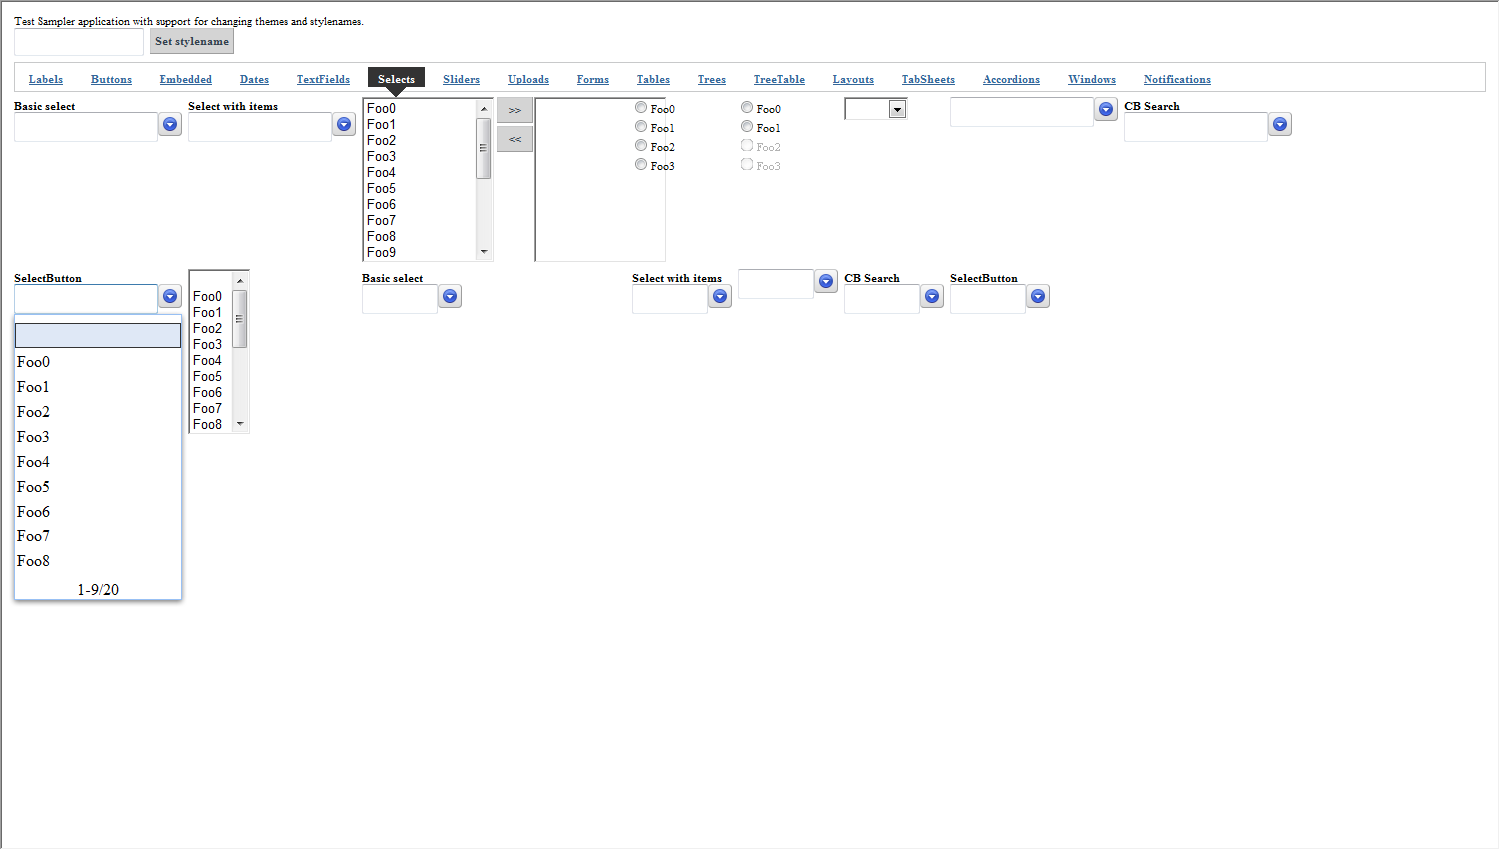 Test Sampler application with support for changing themes and stylenames.
Set stylename
Labels Buttons Embedded Dates TextFields Selects Sliders Uploads Forms Tables Trees TreeTable Layouts TabSheets Accordions Windows Notifications
Basic select
Select with items
Foo0
Foo1
Foo2
Foo3
Foo4
Foo5
Foo6
Foo7
Foo8
Foo9
>>
<<
Foo0
Foo1
Foo2
Foo3
Foo0
Foo1
Foo2
Foo3
CB Search
SelectButton
Foo0
Foo1
Foo2
Foo3
Foo4
Foo5
Foo6
Foo7
Foo8
1-9/20
Foo0
Foo1
Foo2
Foo3
Foo4
Foo5
Foo6
Foo7
Foo8
Basic select
Select with items
CB Search
SelectButton